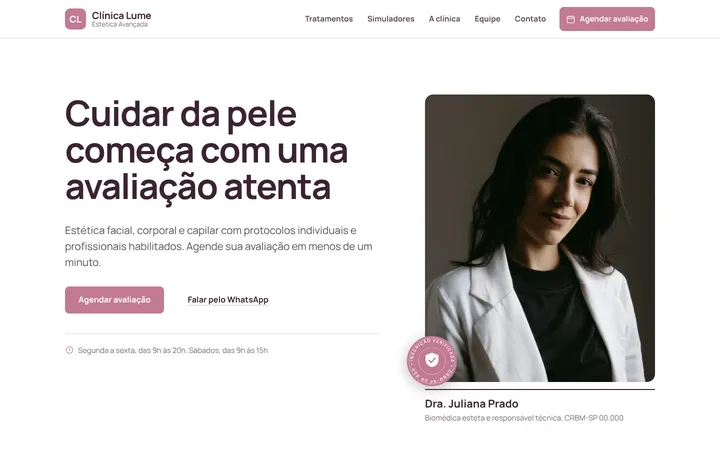 CL
Clínica Lume
Estética Avançada
Tratamentos
Simuladores
A clínica
Equipe
Contato
Agendar avaliação
Cuidar da pele
começa com uma
avaliação atenta
Estética facial, corporal e capilar com protocolos individuais e
profissionais habilitados. Agende sua avaliação em menos de um
minuto.
Agendar avaliação
Falar pelo WhatsApp
Segunda a sexta, das 9h às 20h. Sábados, das 9h às 15h
INSCRIÇÃO VERIFICADA
Dra. Juliana Prado
Biomédica esteta e responsável técnica, CRBM-SP 00.000